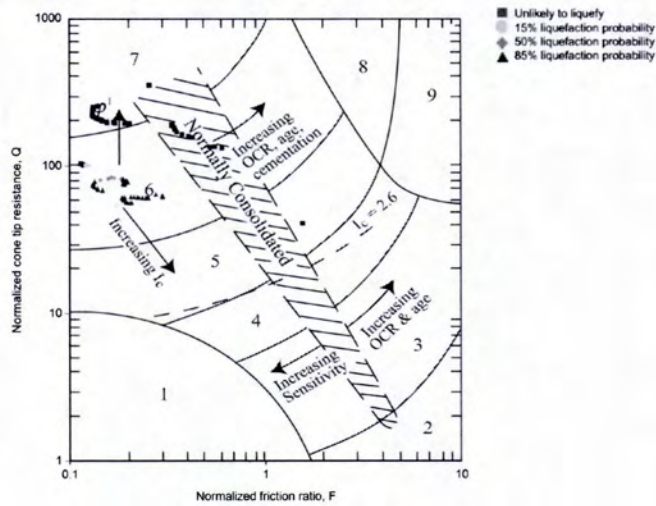 Unlikely to liquefy
15% liquefaction probability
50% liquefaction probability
85% liquefaction probability
1000
100
10
1
Normalized cone tip resistance, Q
7
8
9
6
5
4
3
1
2
Increasing
OCR, age,
cementation
Normally Consolidated
Ic = 2.6
Increasing Ic
Increasing
OCR & age
Increasing
Sensitivity
0.1
1
10
Normalized friction ratio, F